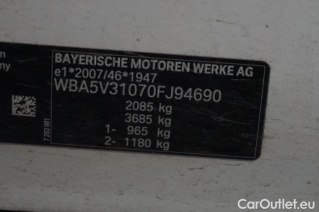 BAYERISCHE MOTOREN WERKE AG
e1*2007/46*1947
WBA5V31070FJ94690
2085 kg
3685 kg
1- 965 kg
2- 1180 kg
CarOutlet.eu